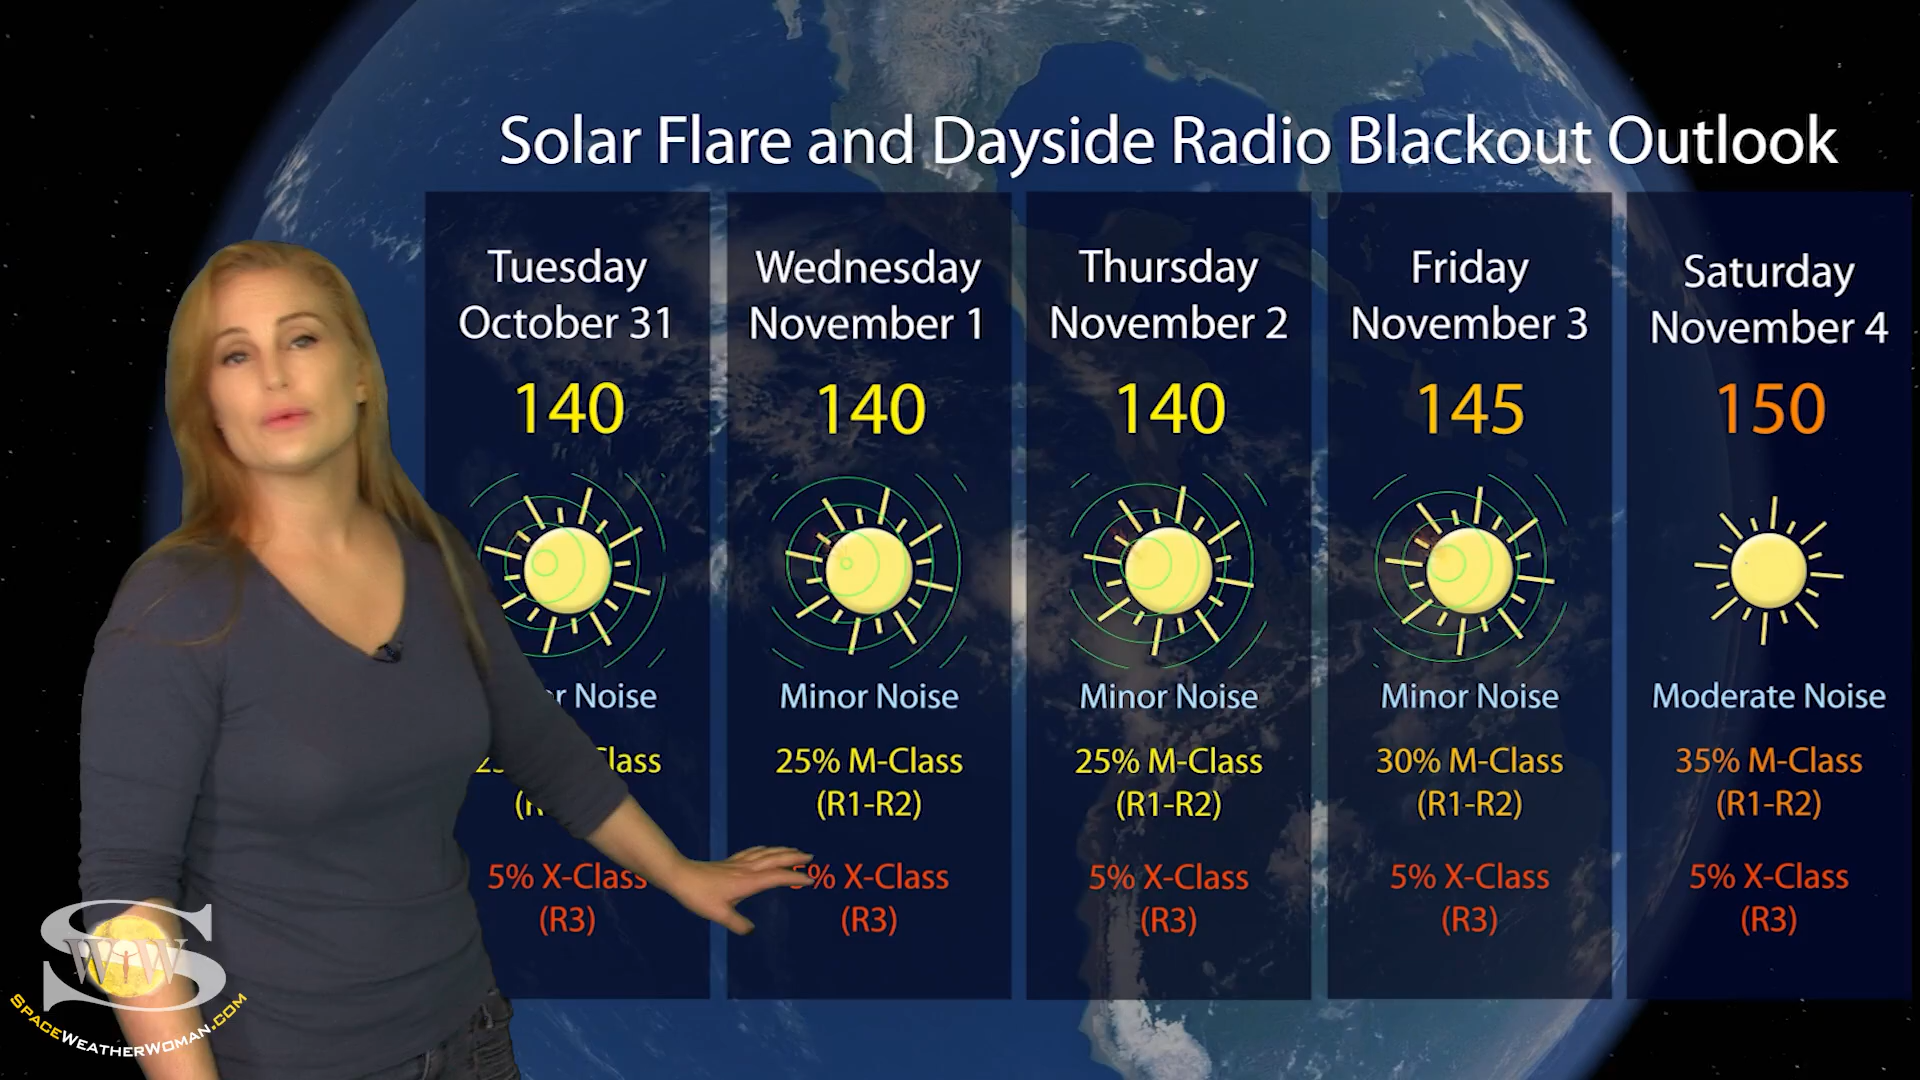 Solar Flare and Dayside Radio Blackout Outlook
Tuesday
October 31
140
Noise
(R
5% X-Class
(R3)
Wednesday
November 1
140
Minor Noise
25% M-Class
(R1-R2)
5% X-Class
(R3)
Thursday
November 2
140
Minor Noise
25% M-Class
(R1-R2)
5% X-Class
(R3)
Friday
November 3
145
Minor Noise
30% M-Class
(R1-R2)
5% X-Class
(R3)
Saturday
November 4
150
Moderate Noise
35% M-Class
(R1-R2)
5% X-Class
(R3)
S
WW
SPACEWEATHERWOMAN.COM